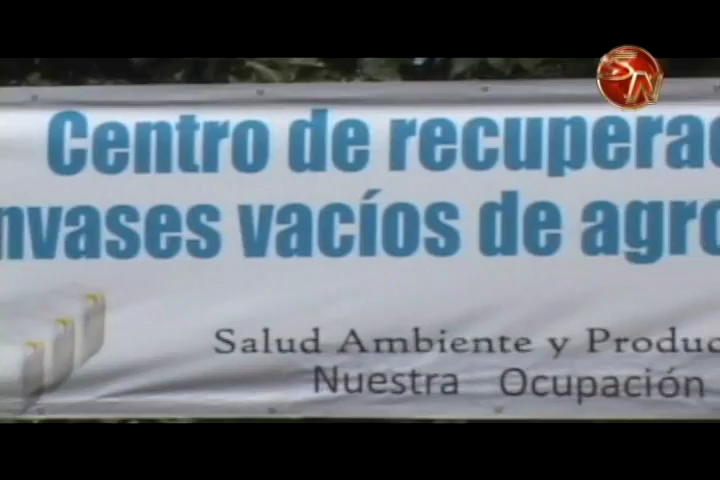 Centro de recuperac
nvases vacíos de agro
Salud Ambiente y Produc
Nuestra Ocupación